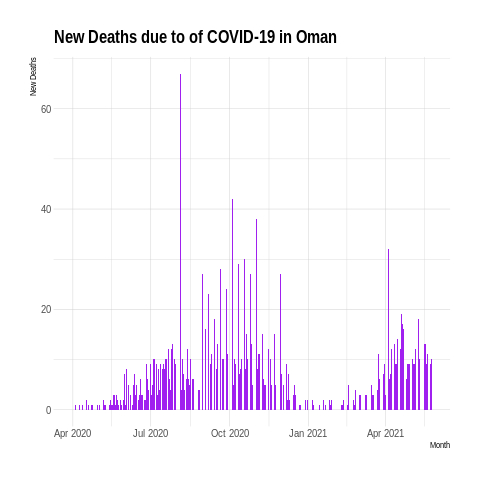 New Deaths due to of COVID-19 in Oman
New Deaths
60
40
20
0
Apr 2020 Jul 2020 Oct 2020 Jan 2021 Apr 2021
Month